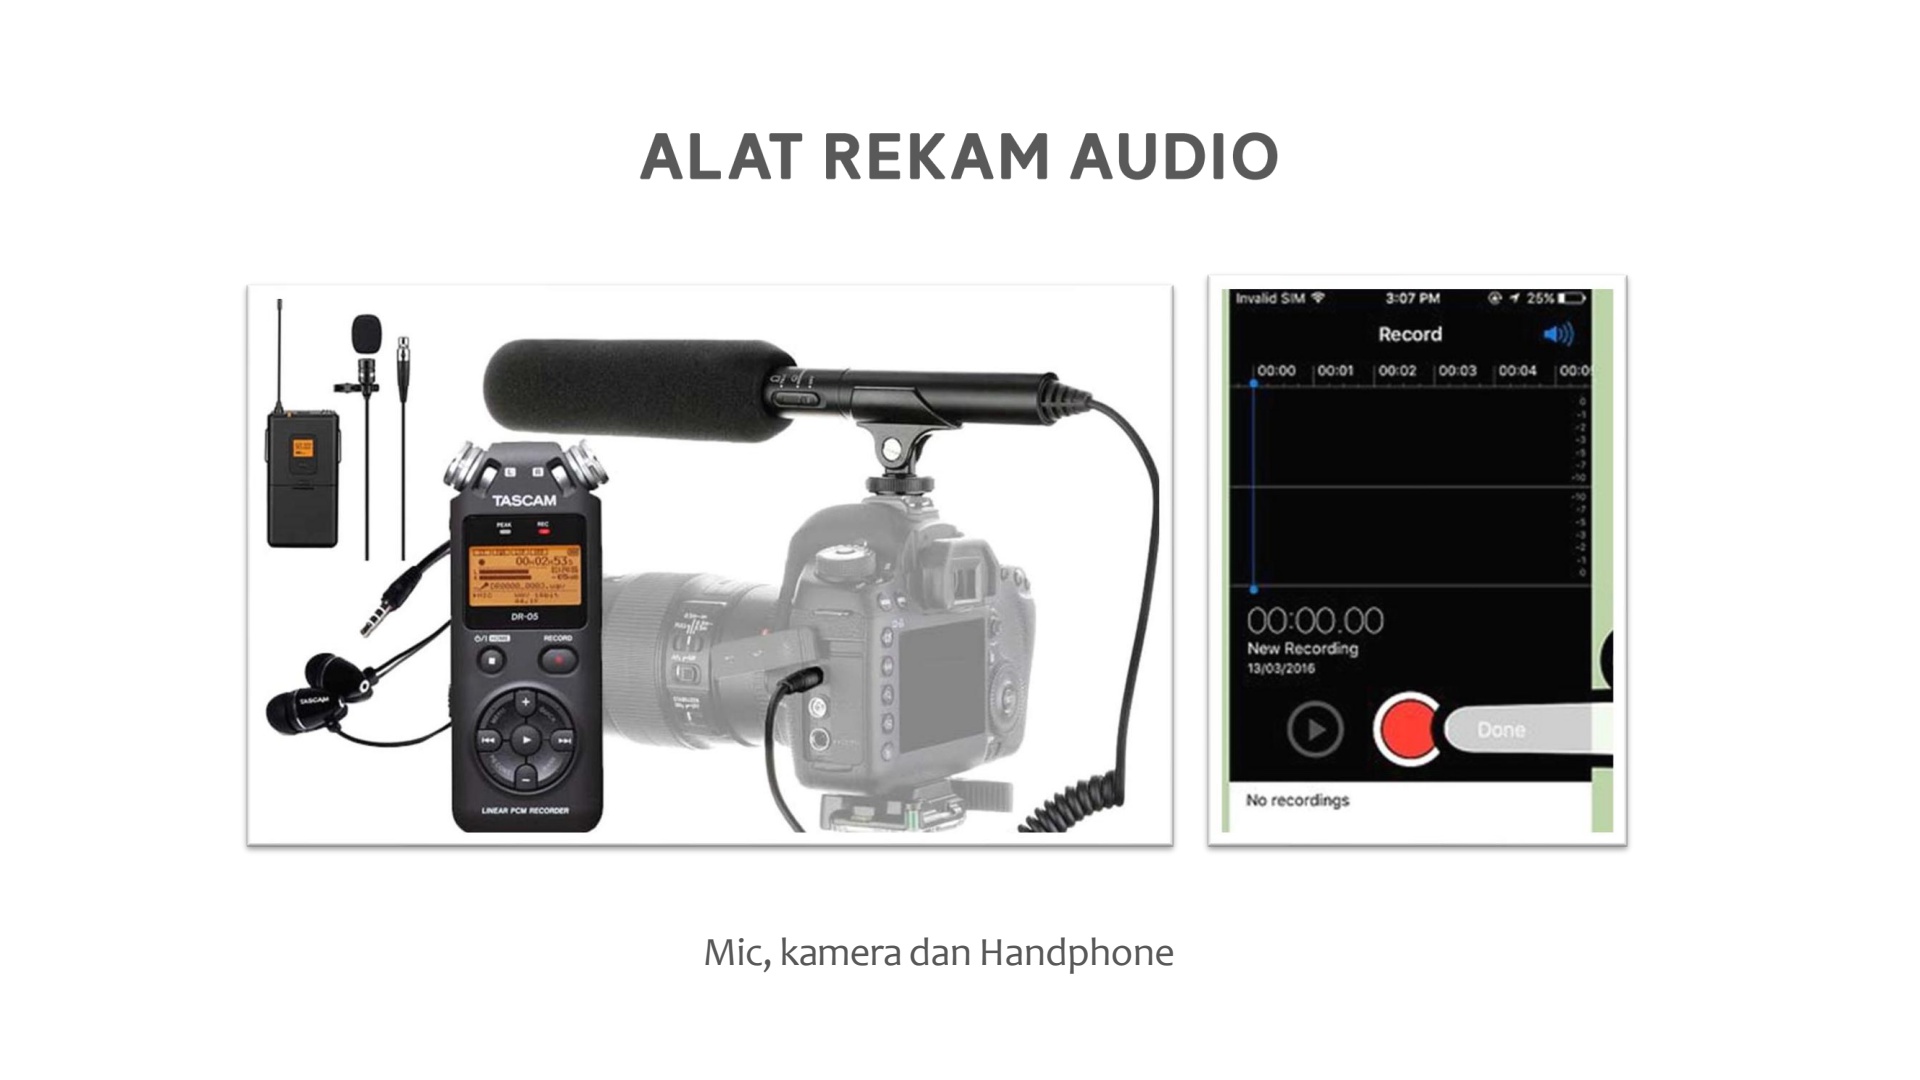 ALAT REKAM AUDIO
L R
TASCAM
PEAK REC
00H02M53s
DR-05
HOME
RECORD
TASCAM
LINEAR PCM RECORDER
Invalid SIM 3:07 PM 25%
Record
00:00 00:01 00:02 00:03 00:04
00:00.00
New Recording
13/03/2016
Done
No recordings
Mic, kamera dan Handphone